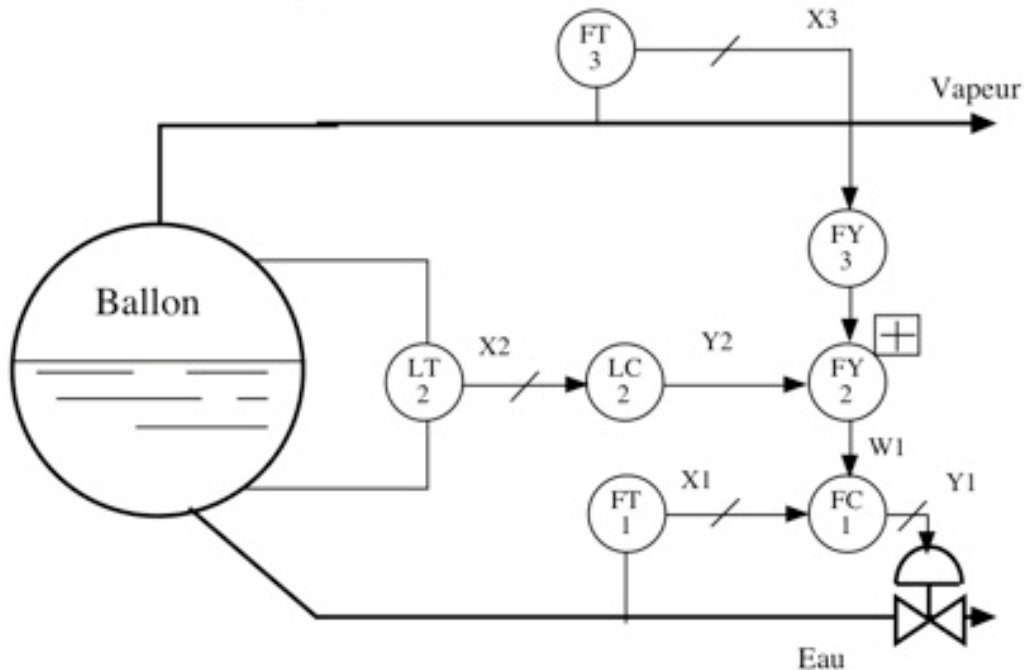 FT
3
X3
Vapeur
FY
3
Ballon
LT
2
X2
LC
2
Y2
FY
2
+
W1
FT
1
X1
FC
1
Y1
Eau